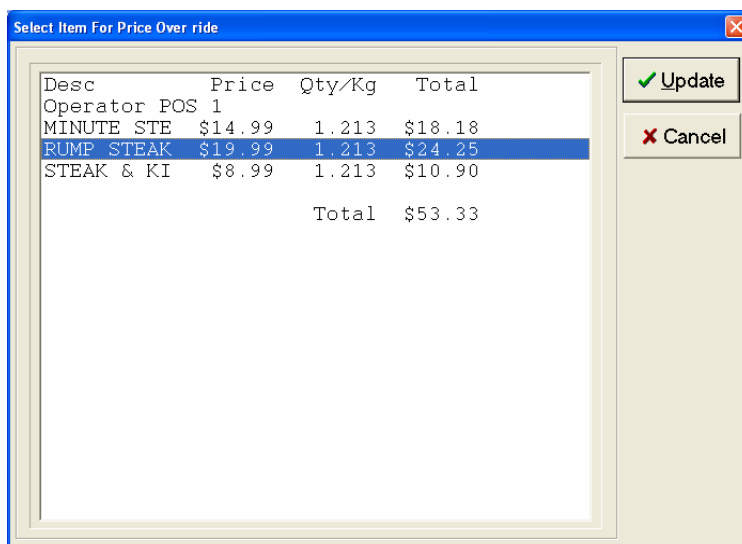 Select Item For Price Over ride
Desc Price Qty/Kg Total
Operator POS 1
MINUTE STE $14.99 1.213 $18.18
RUMP STEAK $19.99 1.213 $24.25
STEAK & KI $8.99 1.213 $10.90
Total $53.33
Update
Cancel